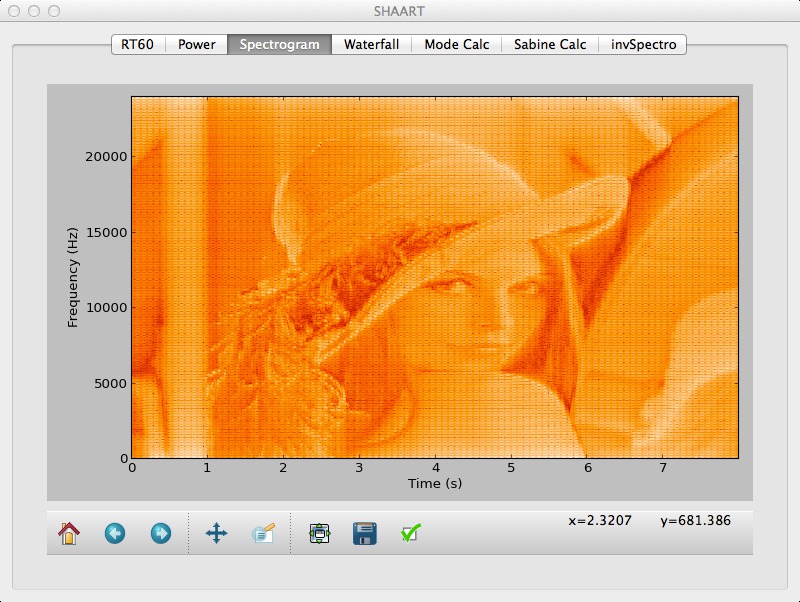 SHAART
RT60 Power Spectrogram Waterfall Mode Calc Sabine Calc invSpectro
20000
15000
10000
5000
0
Frequency (Hz)
0 1 2 3 4 5 6 7
Time (s)
x=2.3207 y=681.386